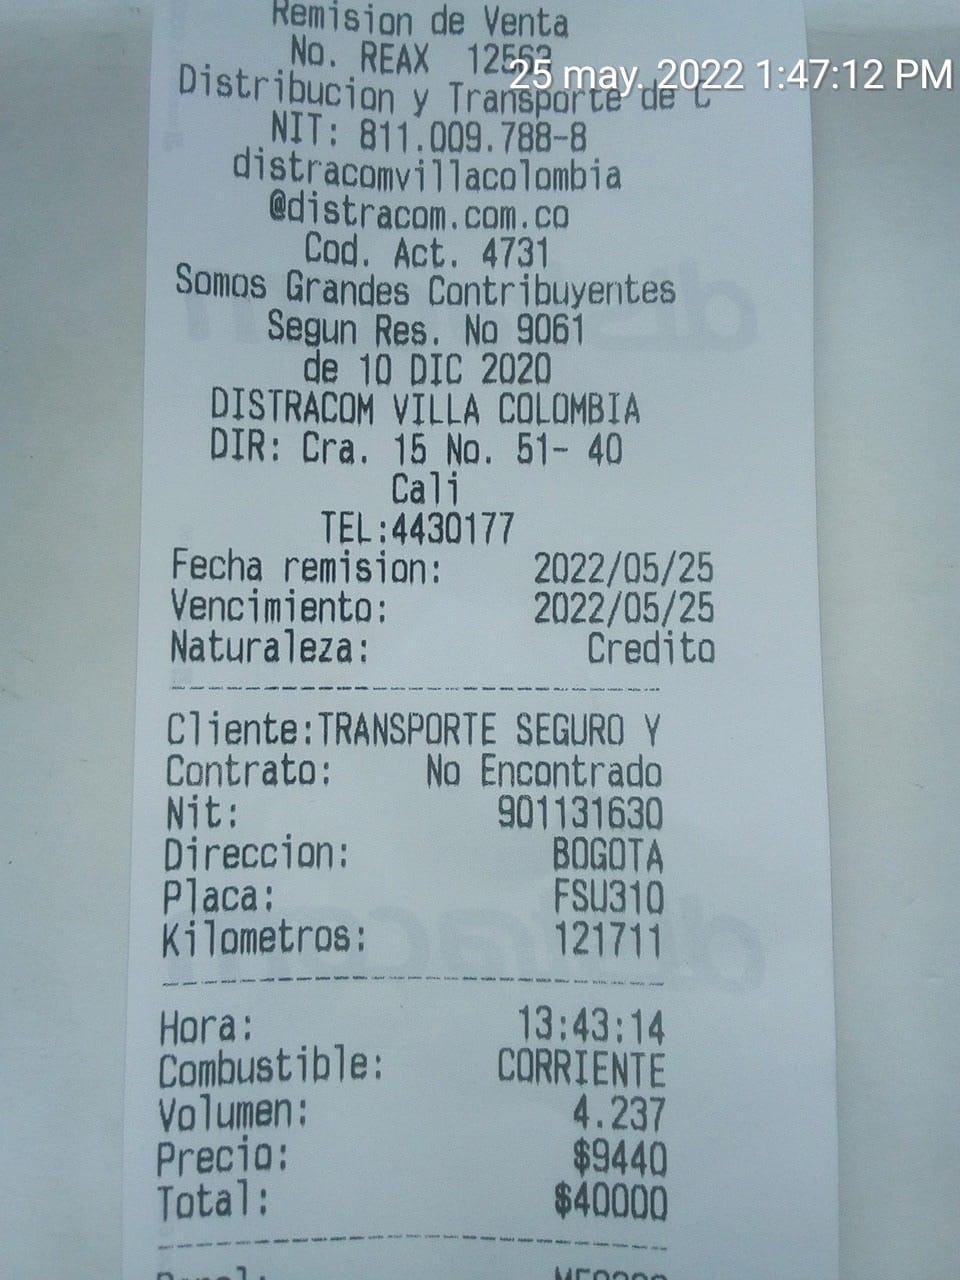 Remision de Venta
No. REAX 12563
25 may. 2022 1:47:12 PM
Distribucion y Transporte de C
NIT: 811.009.788-8
distracomvillacolombia
@distracom.com.co
Cod. Act. 4731
Somos Grandes Contribuyentes
Segun Res. No 9061
de 10 DIC 2020
DISTRACOM VILLA COLOMBIA
DIR: Cra. 15 No. 51- 40
Cali
TEL:4430177
Fecha remision: 2022/05/25
Vencimiento: 2022/05/25
Naturaleza: Credito
Cliente:TRANSPORTE SEGURO Y
Contrato: No Encontrado
Nit: 901131630
Direccion: BOGOTA
Placa: FSU310
Kilometros: 121711
Hora: 13:43:14
Combustible: CORRIENTE
Volumen: 4.237
Precio: $9440
Total: $40000